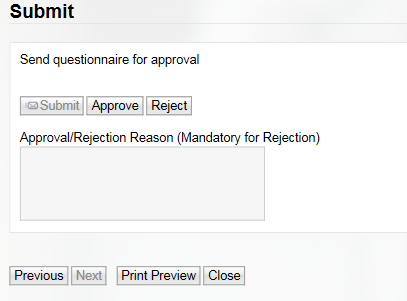 Submit
Send questionnaire for approval
Submit Approve Reject
Approval/Rejection Reason (Mandatory for Rejection)
Previous Next Print Preview Close